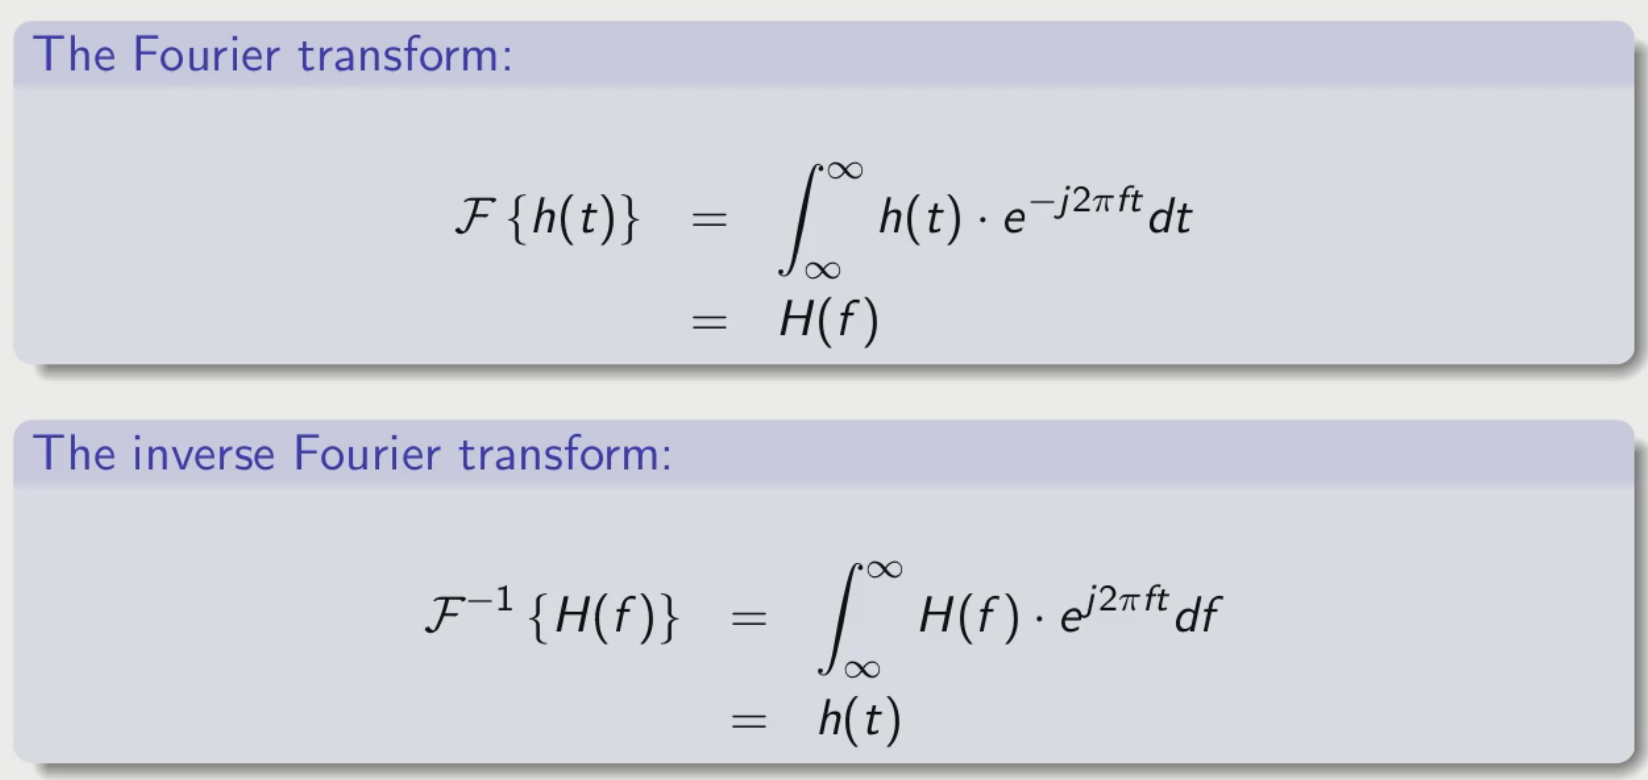 The Fourier transform:
$\mathcal{F}\{h(t)\} = \int_{\infty}^{\infty} h(t) \cdot e^{-j2\pi ft} dt$
$= H(f)$
The inverse Fourier transform:
$\mathcal{F}^{-1}\{H(f)\} = \int_{\infty}^{\infty} H(f) \cdot e^{j2\pi ft} df$
$= h(t)$